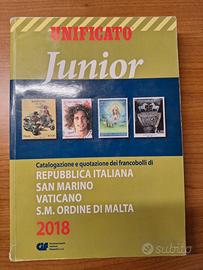 UNIFICATO
Junior
Catalogazione e quotazione dei francobolli di
REPUBBLICA ITALIANA
SAN MARINO
VATICANO
S.M. ORDINE DI MALTA
2018
subito